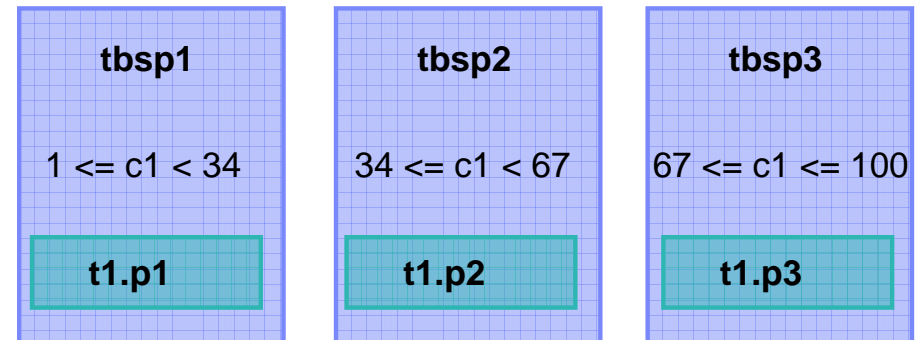 tbsp1
1 <= c1 < 34
t1.p1
tbsp2
34 <= c1 < 67
t1.p2
tbsp3
67 <= c1 <= 100
t1.p3